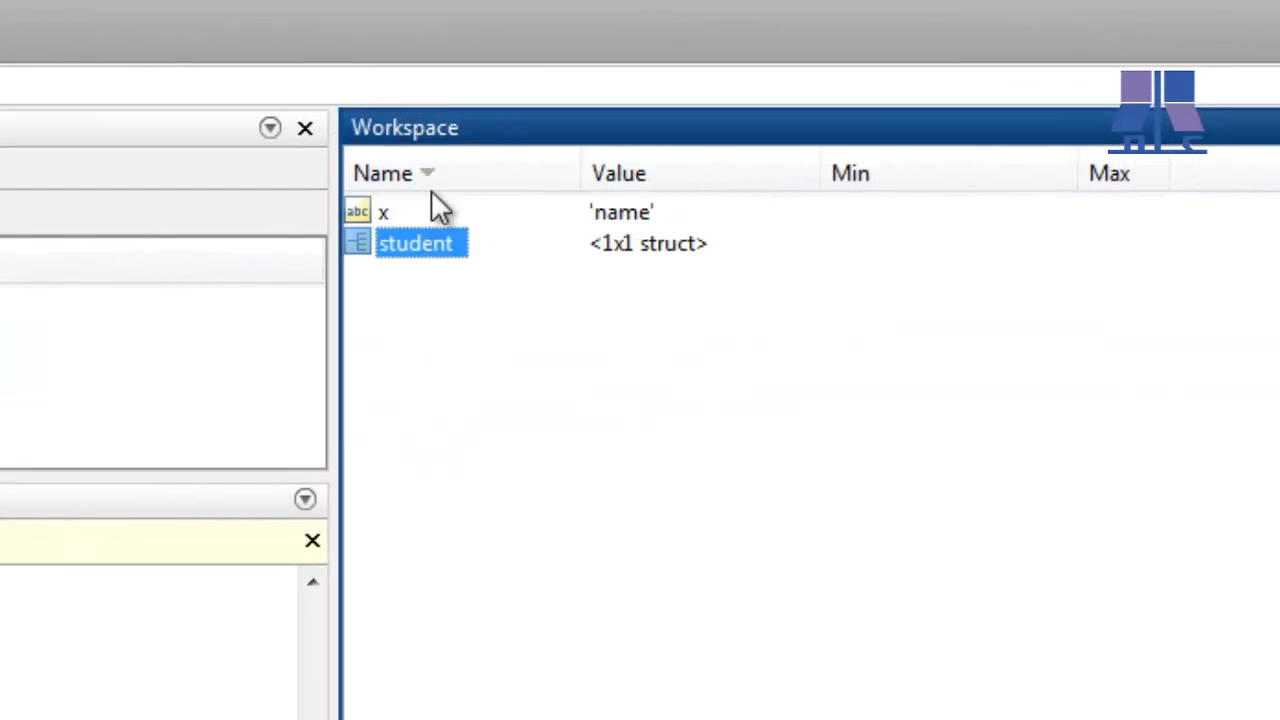 Workspace
Name Value Min Max
abc x 'name'
student <1x1 struct>